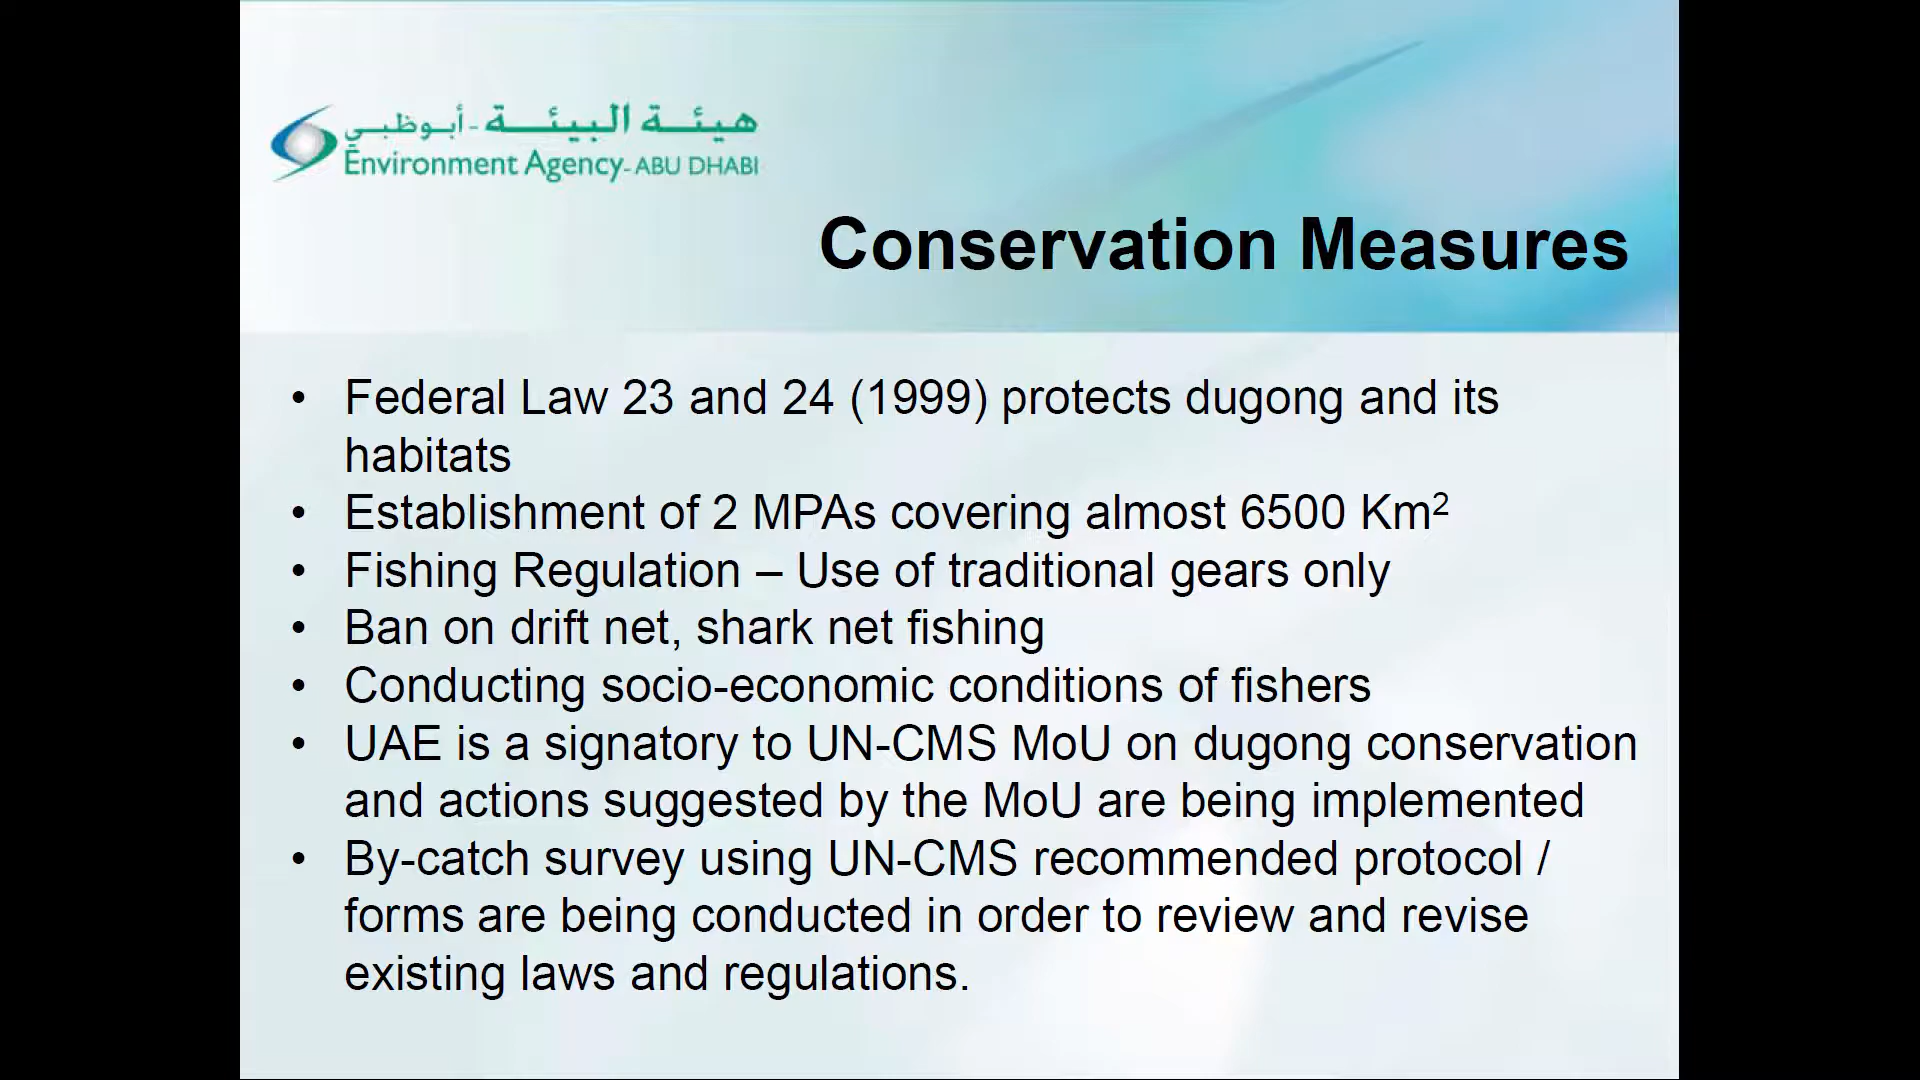 هيئة البيئة - أبوظبي
Environment Agency- ABU DHABI
Conservation Measures
• Federal Law 23 and 24 (1999) protects dugong and its
habitats
• Establishment of 2 MPAs covering almost 6500 Km²
• Fishing Regulation – Use of traditional gears only
• Ban on drift net, shark net fishing
• Conducting socio-economic conditions of fishers
• UAE is a signatory to UN-CMS MoU on dugong conservation
and actions suggested by the MoU are being implemented
• By-catch survey using UN-CMS recommended protocol /
forms are being conducted in order to review and revise
existing laws and regulations.